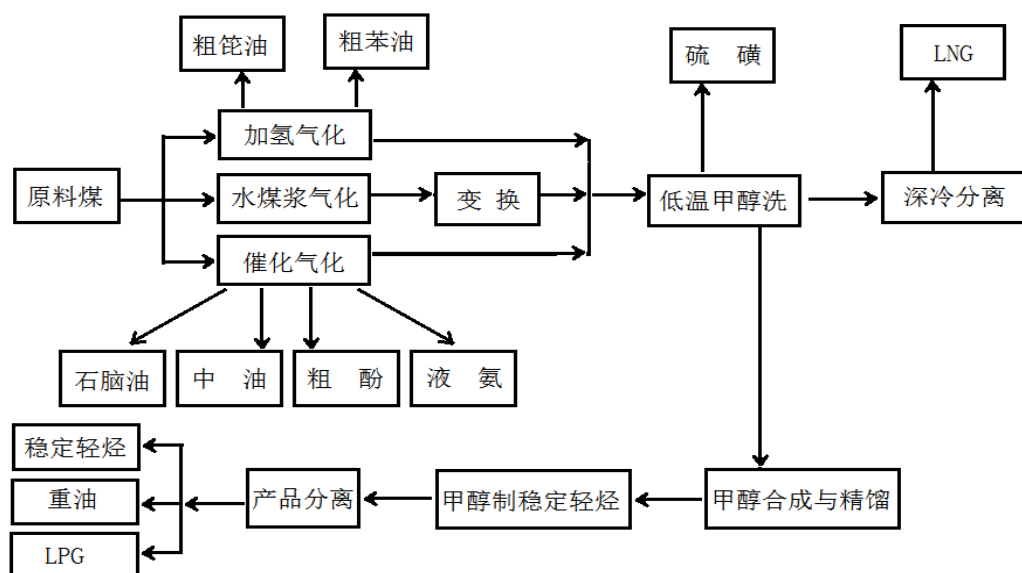 粗笓油
粗苯油
硫 磺
LNG
加氢气化
原料煤
水煤浆气化
变 换
低温甲醇洗
深冷分离
催化气化
石脑油
中 油
粗 酚
液 氨
稳定轻烃
重油
LPG
产品分离
甲醇制稳定轻烃
甲醇合成与精馏